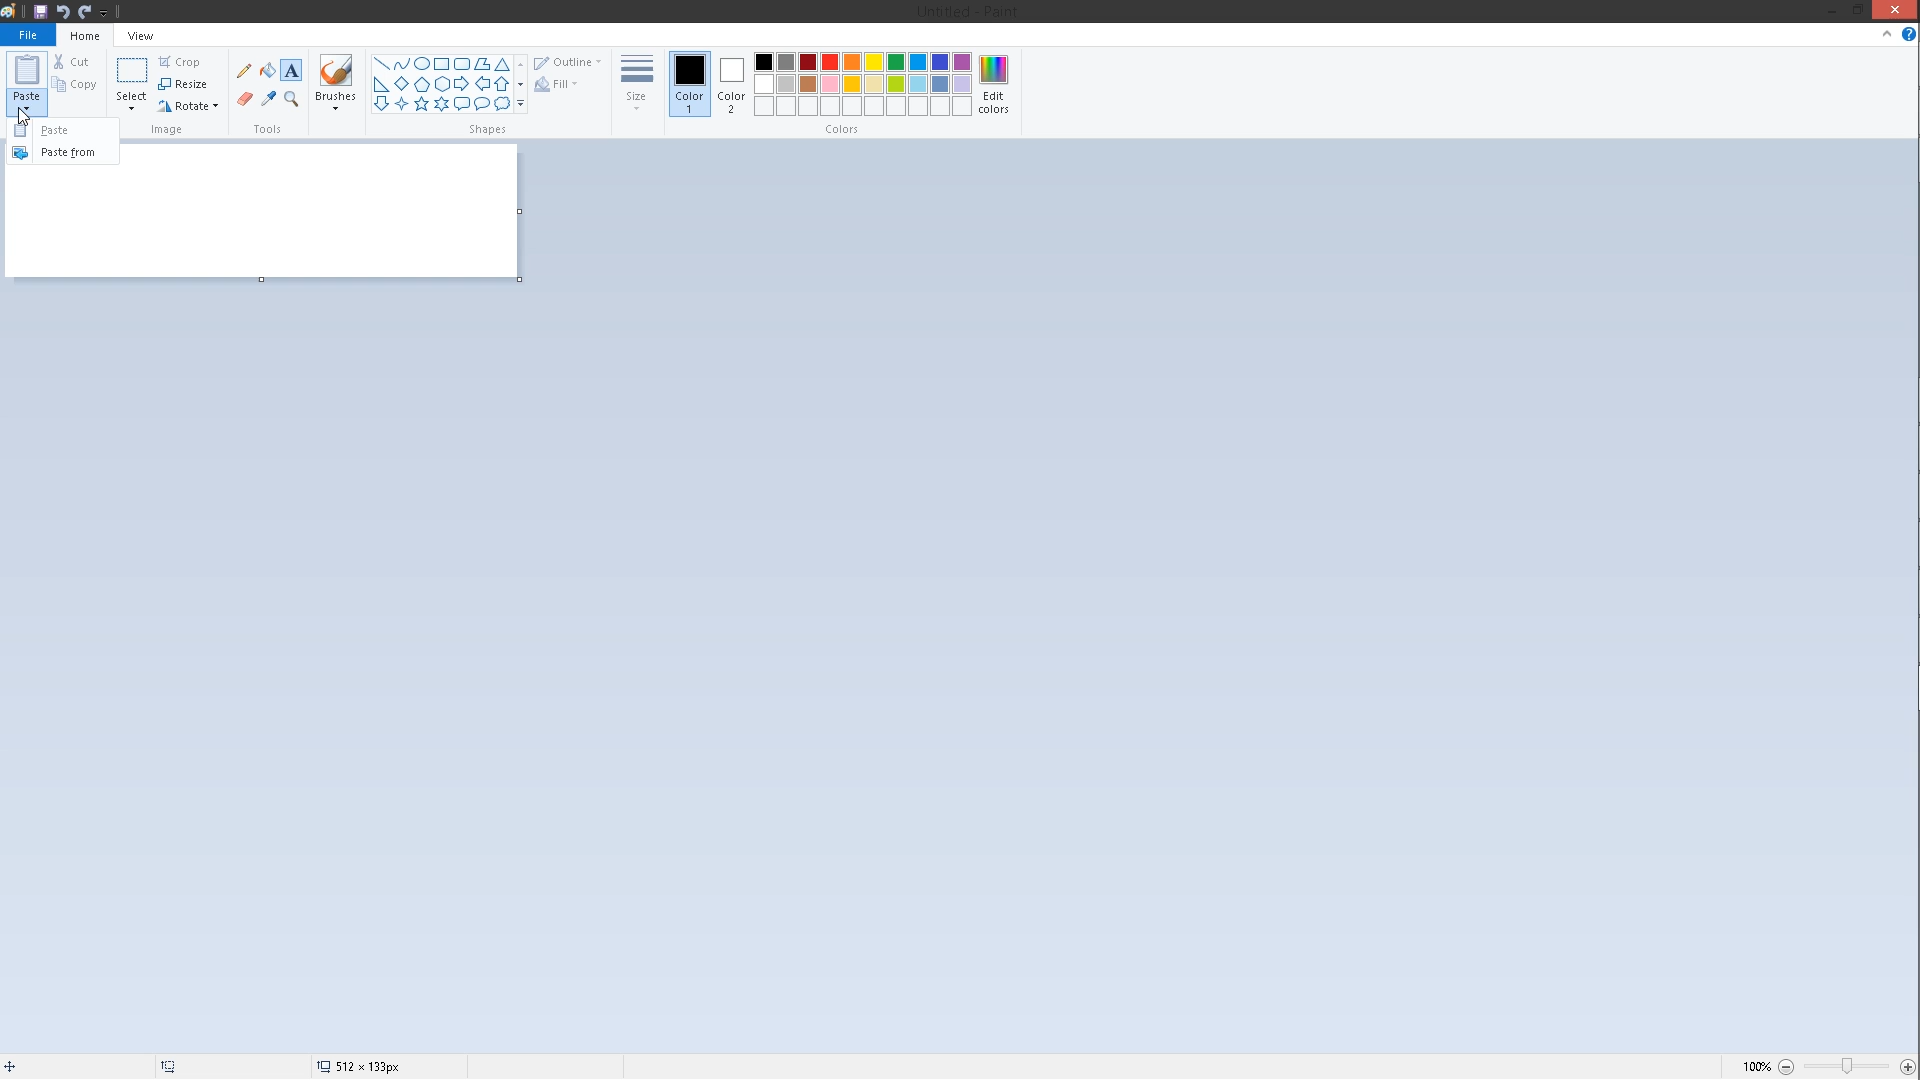 Untitled - Paint
File
Home
View
Paste
Cut
Copy
Paste
Paste from
Select
Crop
Resize
Rotate
Image
A
Tools
Brushes
Outline
Fill
Shapes
Size
Color
1
Color
2
Edit
colors
Colors
512 × 133px
100%